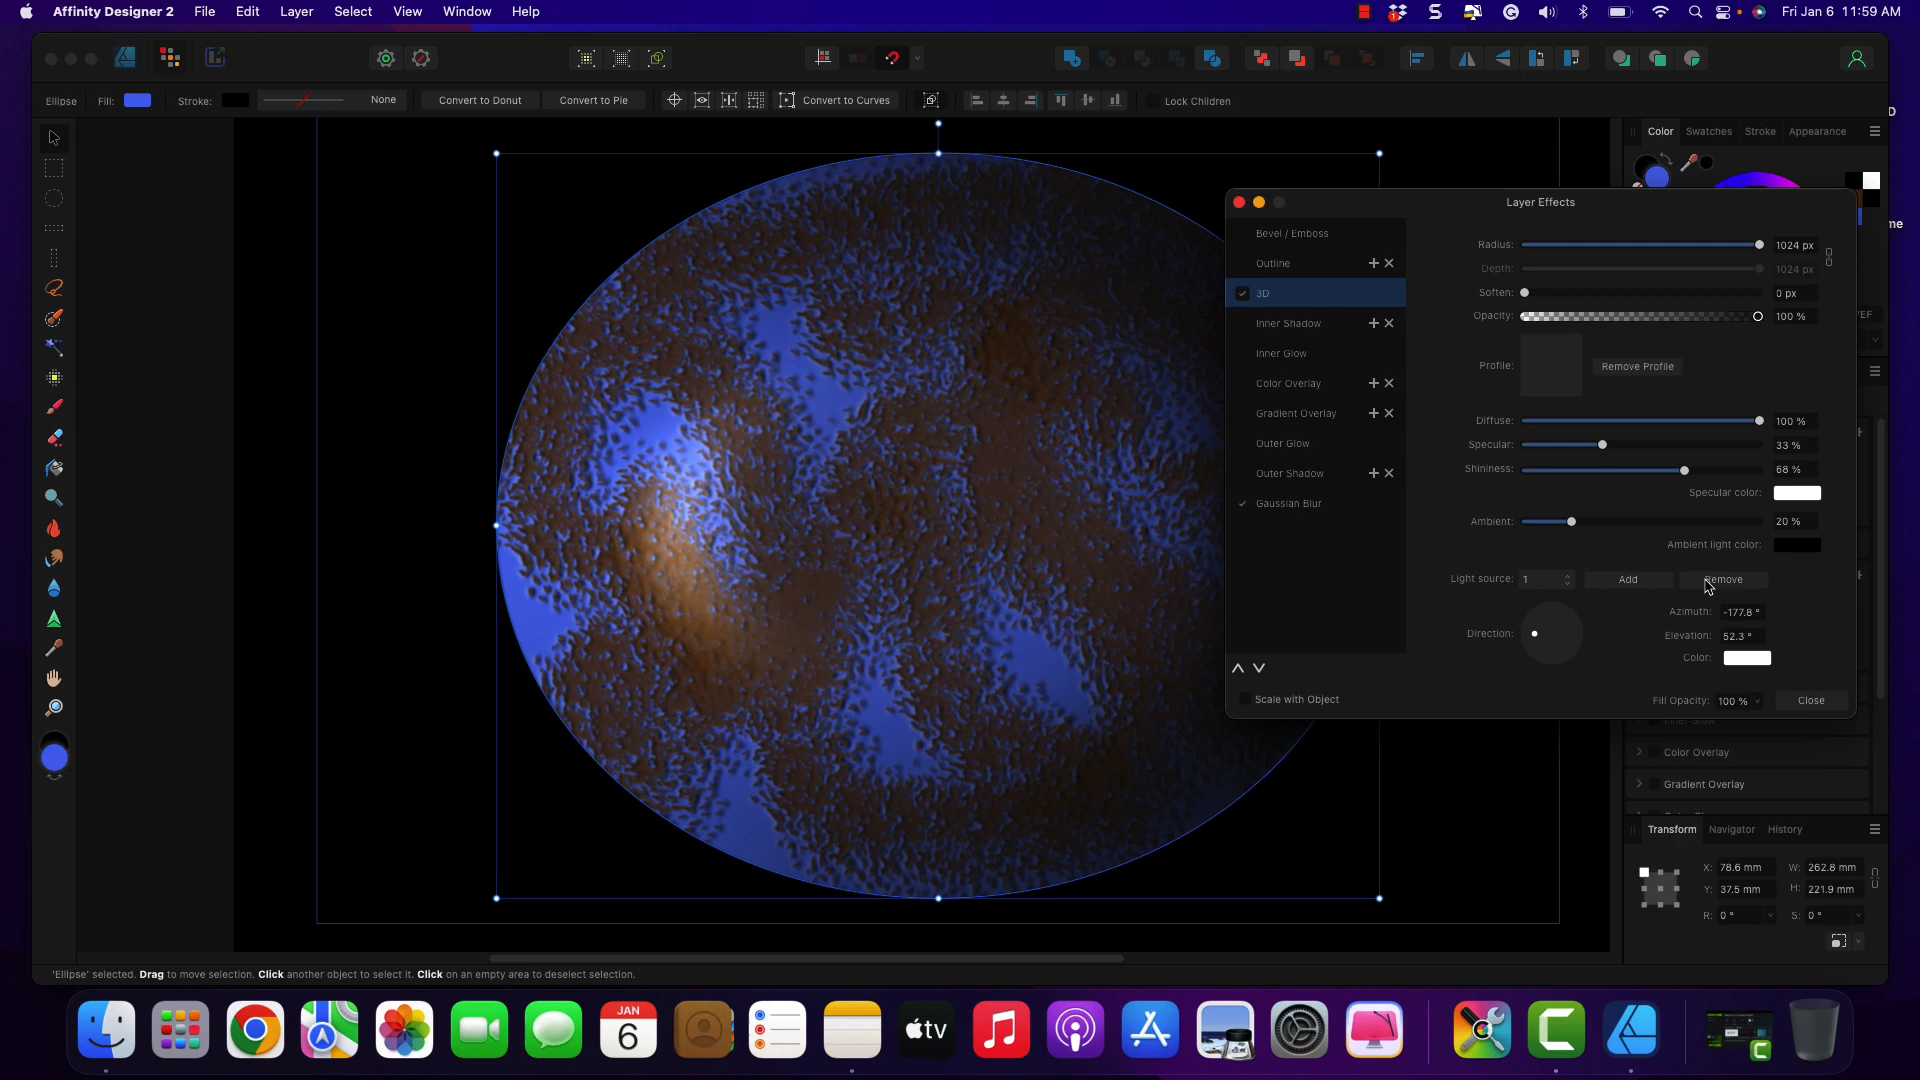 Affinity Designer 2 File Edit Layer Select View Window Help Fri Jan 6 11:59 AM
Ellipse Fill: Stroke: None Convert to Donut Convert to Pie Convert to Curves Lock Children
D
Color Swatches Stroke Appearance
Layer Effects
me
Bevel / Emboss
Radius: 1024 px
Outline
Depth: 1024 px
3D
Soften: 0 px
Opacity: 100 %
Inner Shadow
Inner Glow
Profile: Remove Profile
Color Overlay
Gradient Overlay
Diffuse: 100 %
Outer Glow
Specular: 33 %
Outer Shadow
Shininess: 68 %
Specular color:
Gaussian Blur
Ambient: 20 %
Ambient light color:
Light source: 1 Add Remove
Azimuth: -177.8 °
Direction:
Elevation: 52.3 °
Color:
Scale with Object
Fill Opacity: 100 % Close
Inner Glow
Color Overlay
Gradient Overlay
Transform Navigator History
X: 78.6 mm W: 262.8 mm
Y: 37.5 mm H: 221.9 mm
R: 0 ° S: 0 °
'Ellipse' selected. Drag to move selection. Click another object to select it. Click on an empty area to deselect selection.
JAN
6
tv